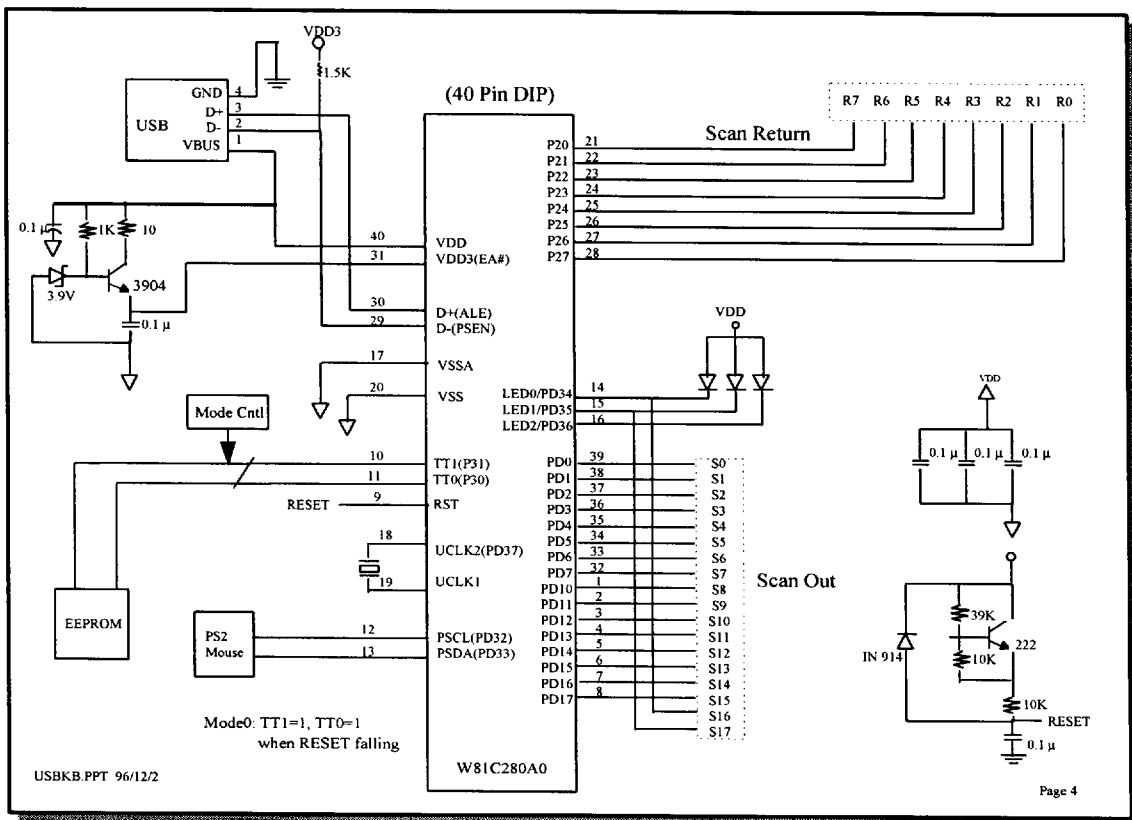 VDD3
1.5K
USB
GND 4
D+ 3
D- 2
VBUS 1
(40 Pin DIP)
R7 R6 R5 R4 R3 R2 R1 R0
Scan Return
P20 21
P21 22
P22 23
P23 24
P24 25
P25 26
P26 27
P27 28
0.1 µ
1K
10
3904
3.9V
0.1 µ
40 VDD
31 VDD3(EA#)
30 D+(ALE)
29 D-(PSEN)
17 VSSA
20 VSS
VDD
LED0/PD34 14
LED1/PD35 15
LED2/PD36 16
Mode Cntl
10 TT1(P31)
11 TT0(P30)
RESET 9 RST
18 UCLK2(PD37)
19 UCLK1
EEPROM
PS2
Mouse
12 PSCL(PD32)
13 PSDA(PD33)
PD0 39 S0
PD1 38 S1
PD2 37 S2
PD3 36 S3
PD4 35 S4
PD5 34 S5
PD6 33 S6
PD7 32 S7
PD10 1 S8
PD11 2 S9
PD12 3 S10
PD13 4 S11
PD14 5 S12
PD15 6 S13
PD16 7 S14
PD17 8 S15
S16
S17
Scan Out
VDD
0.1 µ 0.1 µ 0.1 µ
39K
222
10K
IN 914
10K
RESET
0.1 µ
Mode0: TT1=1, TT0=1
when RESET falling
W81C280A0
USBKB.PPT 96/12/2
Page 4